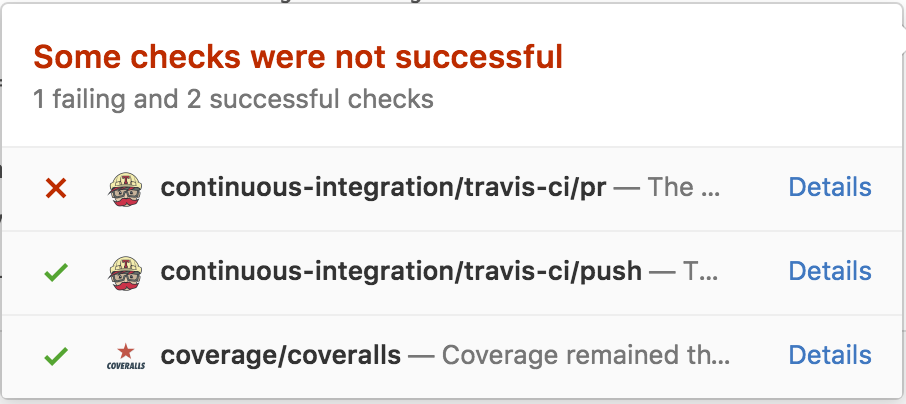 Some checks were not successful
1 failing and 2 successful checks
continuous-integration/travis-ci/pr — The ... Details
continuous-integration/travis-ci/push — T... Details
COVERALLS coverage/coveralls — Coverage remained th... Details